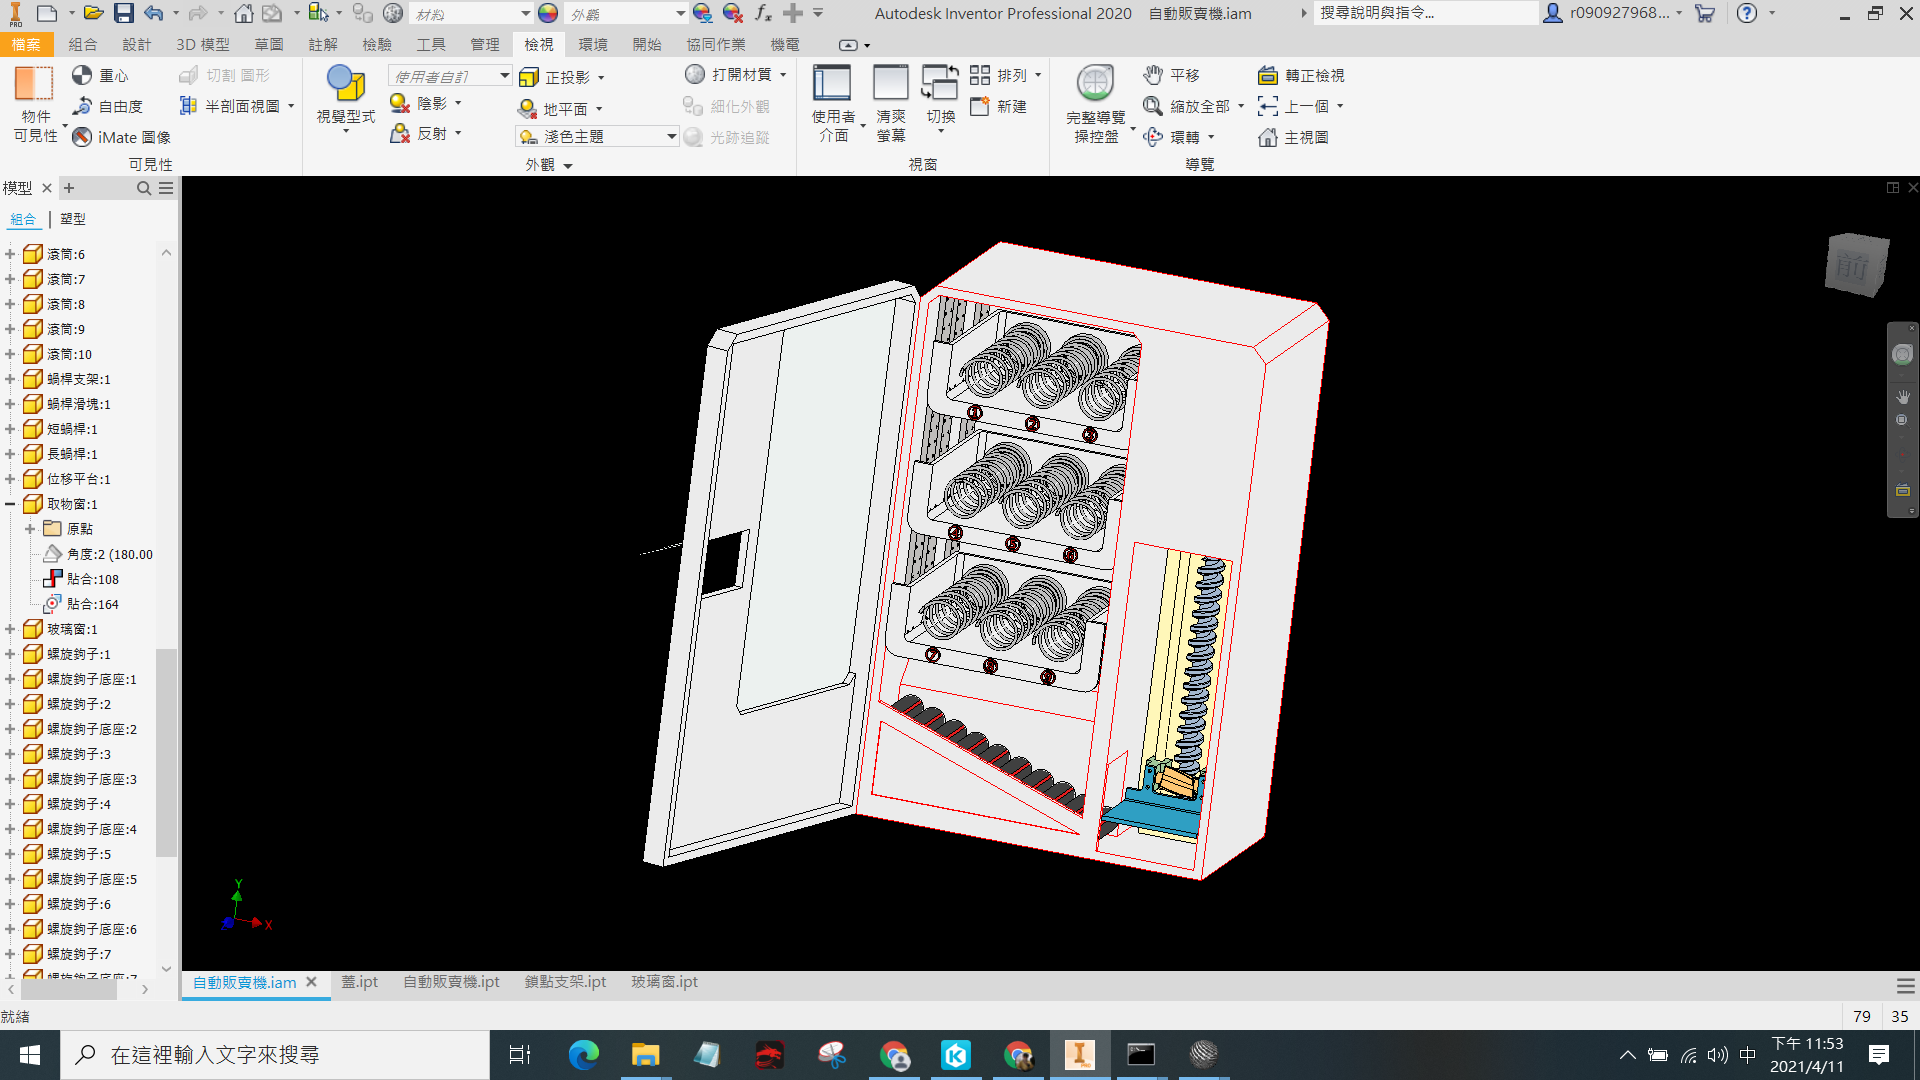 I PRO
材料
外觀
fx
Autodesk Inventor Professional 2020 自動販賣機.iam
搜尋說明與指令...
r090927968...
檔案 組合 設計 3D 模型 草圖 註解 檢驗 工具 管理 檢視 環境 開始 協同作業 機電
物件
可見性
重心
自由度
iMate 圖像
切割 圖形
半剖面視圖
可見性
視覺型式
使用者自訂
陰影
反射
正投影
地平面
淺色主題
打開材質
細化外觀
光跡追蹤
外觀
使用者
介面
清爽
螢幕
切換
排列
新建
視窗
完整導覽
操控盤
平移
縮放全部
環轉
轉正檢視
上一個
主視圖
導覽
模型
組合 | 塑型
滾筒:6
滾筒:7
滾筒:8
滾筒:9
滾筒:10
蝸桿支架:1
蝸桿滑塊:1
短蝸桿:1
長蝸桿:1
位移平台:1
取物窗:1
原點
角度:2 (180.00
貼合:108
貼合:164
玻璃窗:1
螺旋鉤子:1
螺旋鉤子底座:1
螺旋鉤子:2
螺旋鉤子底座:2
螺旋鉤子:3
螺旋鉤子底座:3
螺旋鉤子:4
螺旋鉤子底座:4
螺旋鉤子:5
螺旋鉤子底座:5
螺旋鉤子:6
螺旋鉤子底座:6
螺旋鉤子:7
螺旋鉤子底座:7
前
① ② ③
④ ⑤ ⑥
⑦ ⑧ ⑨
Y
X
自動販賣機.iam 蓋.ipt 自動販賣機.ipt 鎖點支架.ipt 玻璃窗.ipt
就緒
79 35
在這裡輸入文字來搜尋
中
下午 11:53
2021/4/11